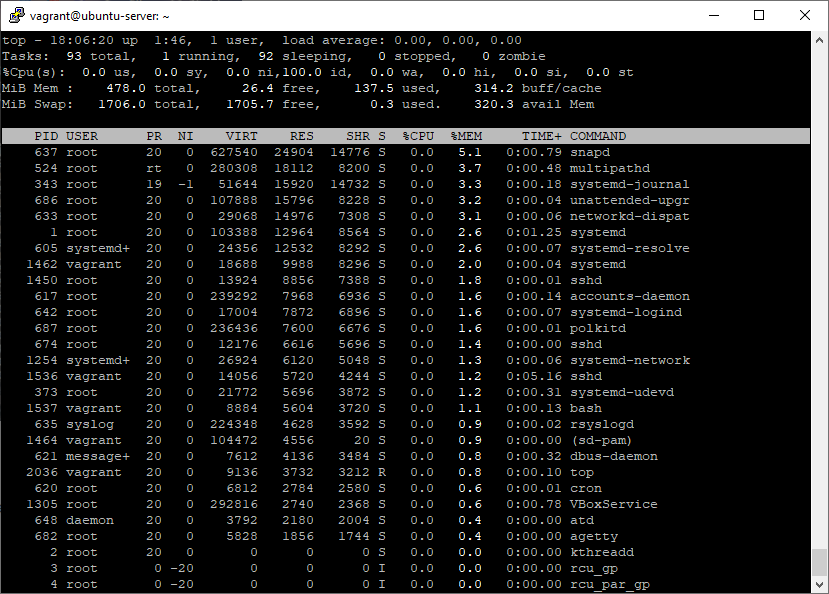 vagrant@ubuntu-server: ~
top - 18:06:20 up  1:46,  1 user,  load average: 0.00, 0.00, 0.00
Tasks:  93 total,   1 running,  92 sleeping,   0 stopped,   0 zombie
%Cpu(s):  0.0 us,  0.0 sy,  0.0 ni,100.0 id,  0.0 wa,  0.0 hi,  0.0 si,  0.0 st
MiB Mem :    478.0 total,     26.4 free,    137.5 used,    314.2 buff/cache
MiB Swap:   1706.0 total,   1705.7 free,      0.3 used.    320.3 avail Mem
PID USER      PR  NI    VIRT    RES    SHR S  %CPU  %MEM     TIME+ COMMAND
637 root      20   0  627540  24904  14776 S   0.0   5.1   0:00.79 snapd
524 root      rt   0  280308  18112   8200 S   0.0   3.7   0:00.48 multipathd
343 root      19  -1   51644  15920  14732 S   0.0   3.3   0:00.18 systemd-journal
686 root      20   0  107888  15796   8228 S   0.0   3.2   0:00.04 unattended-upgr
633 root      20   0   29068  14976   7308 S   0.0   3.1   0:00.06 networkd-dispat
1 root      20   0  103388  12964   8564 S   0.0   2.6   0:01.25 systemd
605 systemd+  20   0   24356  12532   8292 S   0.0   2.6   0:00.07 systemd-resolve
1462 vagrant   20   0   18688   9988   8296 S   0.0   2.0   0:00.04 systemd
1450 root      20   0   13924   8856   7388 S   0.0   1.8   0:00.01 sshd
617 root      20   0  239292   7968   6936 S   0.0   1.6   0:00.14 accounts-daemon
642 root      20   0   17004   7872   6896 S   0.0   1.6   0:00.07 systemd-logind
687 root      20   0  236436   7600   6676 S   0.0   1.6   0:00.01 polkitd
674 root      20   0   12176   6616   5696 S   0.0   1.4   0:00.00 sshd
1254 systemd+  20   0   26924   6120   5048 S   0.0   1.3   0:00.06 systemd-network
1536 vagrant   20   0   14056   5720   4244 S   0.0   1.2   0:05.16 sshd
373 root      20   0   21772   5696   3872 S   0.0   1.2   0:00.31 systemd-udevd
1537 vagrant   20   0    8884   5604   3720 S   0.0   1.1   0:00.13 bash
635 syslog    20   0  224348   4628   3592 S   0.0   0.9   0:00.02 rsyslogd
1464 vagrant   20   0  104472   4556     20 S   0.0   0.9   0:00.00 (sd-pam)
621 message+  20   0    7612   4136   3484 S   0.0   0.8   0:00.32 dbus-daemon
2036 vagrant   20   0    9136   3732   3212 R   0.0   0.8   0:00.10 top
620 root      20   0    6812   2784   2580 S   0.0   0.6   0:00.01 cron
1305 root      20   0  292816   2740   2368 S   0.0   0.6   0:00.78 VBoxService
648 daemon    20   0    3792   2180   2004 S   0.0   0.4   0:00.00 atd
682 root      20   0    5828   1856   1744 S   0.0   0.4   0:00.00 agetty
2 root      20   0       0      0      0 S   0.0   0.0   0:00.00 kthreadd
3 root       0 -20       0      0      0 I   0.0   0.0   0:00.00 rcu_gp
4 root       0 -20       0      0      0 I   0.0   0.0   0:00.00 rcu_par_gp